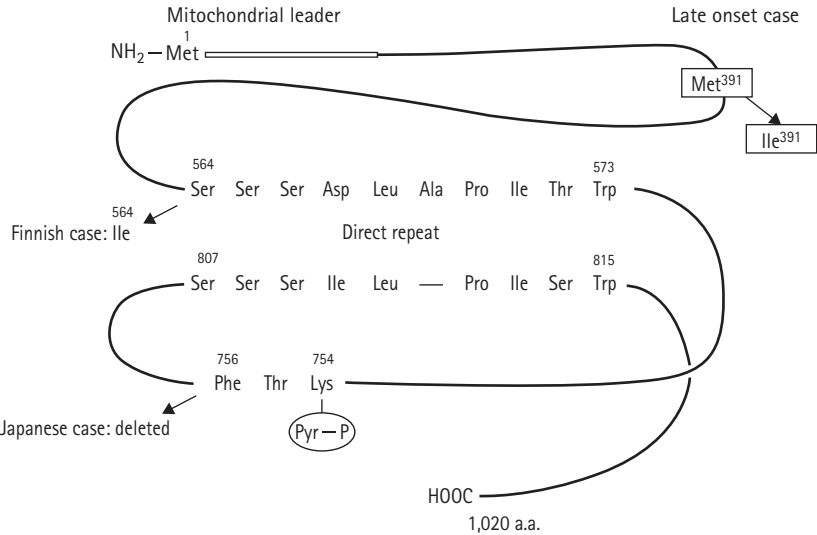 Mitochondrial leader
Late onset case
1
NH2 — Met
Met391
Ile391
564
573
Ser Ser Ser Asp Leu Ala Pro Ile Thr Trp
564
Finnish case: Ile
Direct repeat
807
815
Ser Ser Ser Ile Leu — Pro Ile Ser Trp
756
754
Phe Thr Lys
Japanese case: deleted
Pyr — P
HOOC
1,020 a.a.